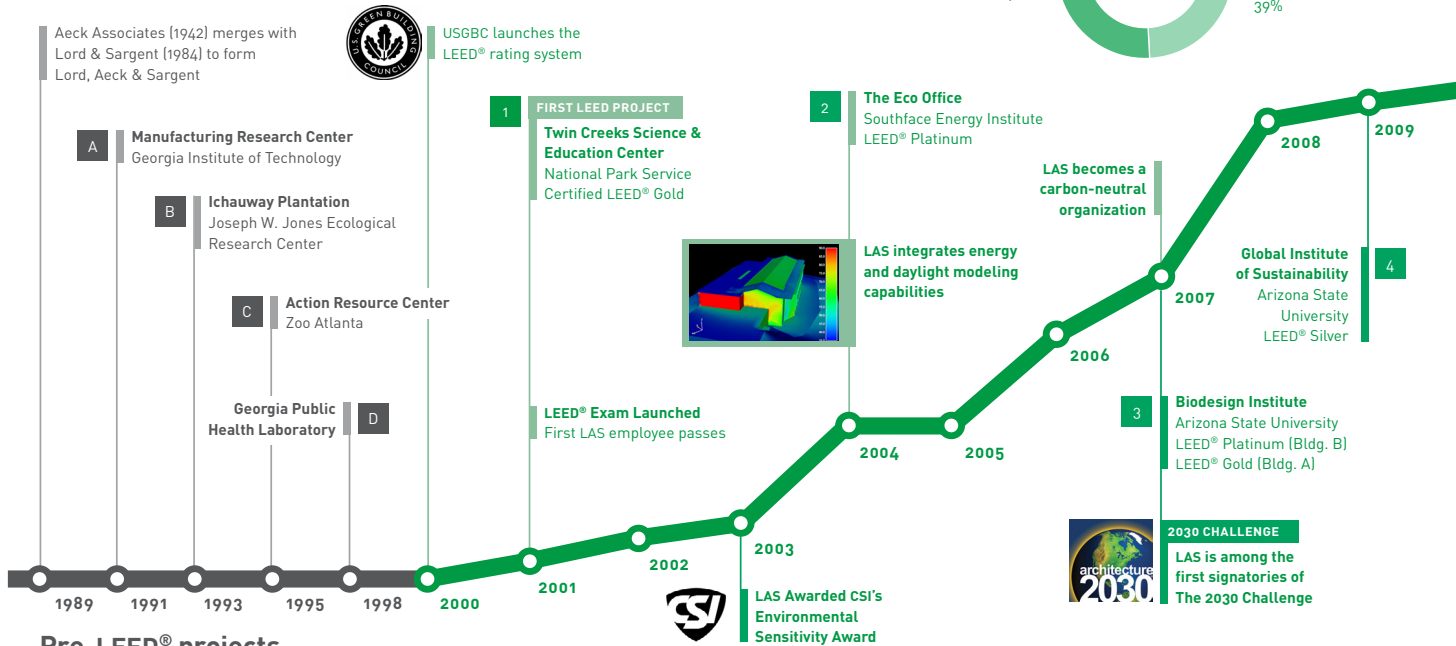 39%
Aeck Associates (1942) merges with
Lord & Sargent (1984) to form
Lord, Aeck & Sargent
U.S. GREEN BUILDING COUNCIL
USGBC launches the
LEED® rating system
A
Manufacturing Research Center
Georgia Institute of Technology
B
Ichauway Plantation
Joseph W. Jones Ecological
Research Center
C
Action Resource Center
Zoo Atlanta
Georgia Public
Health Laboratory
D
1
FIRST LEED PROJECT
Twin Creeks Science &
Education Center
National Park Service
Certified LEED® Gold
LEED® Exam Launched
First LAS employee passes
2
The Eco Office
Southface Energy Institute
LEED® Platinum
LAS integrates energy
and daylight modeling
capabilities
LAS becomes a
carbon-neutral
organization
Global Institute
of Sustainability
Arizona State
University
LEED® Silver
4
3
Biodesign Institute
Arizona State University
LEED® Platinum (Bldg. B)
LEED® Gold (Bldg. A)
architecture
2030
2030 CHALLENGE
LAS is among the
first signatories of
The 2030 Challenge
CSI
LAS Awarded CSI's
Environmental
Sensitivity Award
1989
1991
1993
1995
1998
2000
2001
2002
2003
2004
2005
2006
2007
2008
2009
Pre-LEED® projects